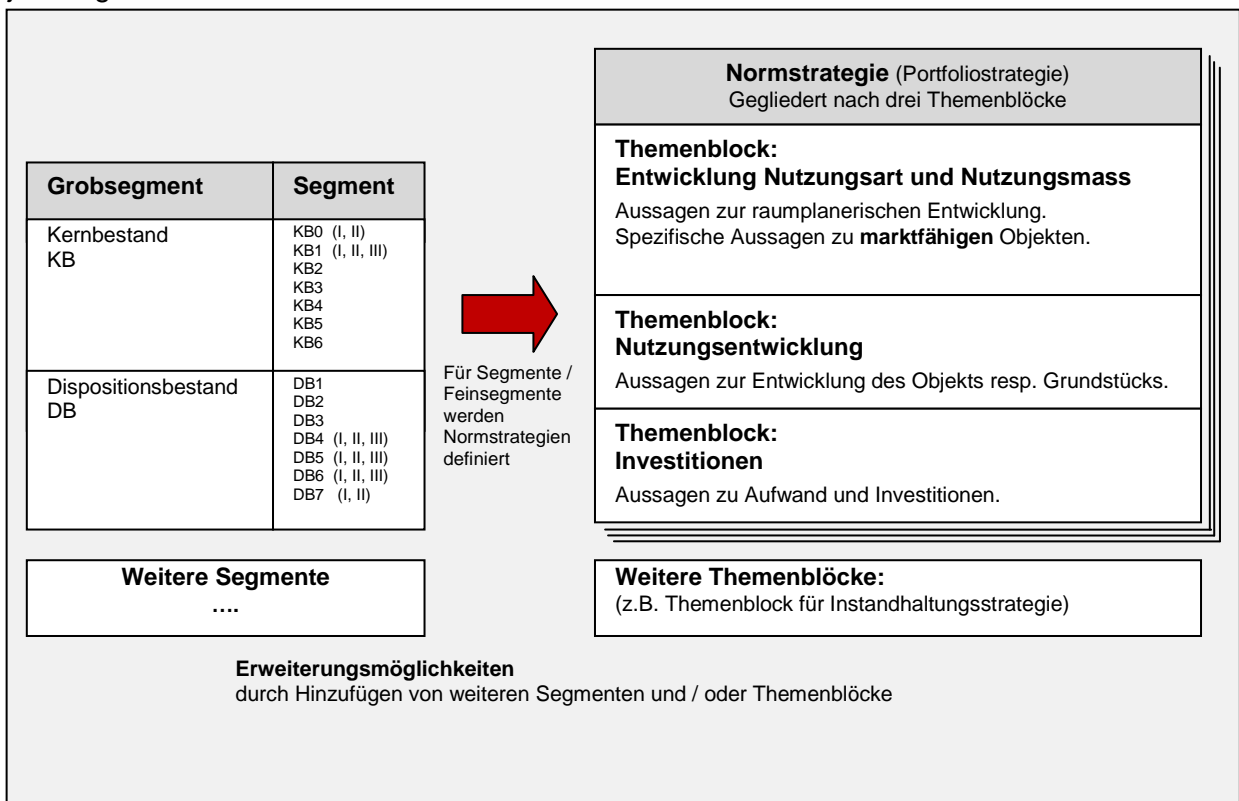 Grobsegment
Segment
Kernbestand
KB
KB0 (I, II)
KB1 (I, II, III)
KB2
KB3
KB4
KB5
KB6
Dispositionsbestand
DB
DB1
DB2
DB3
DB4 (I, II, III)
DB5 (I, II, III)
DB6 (I, II, III)
DB7 (I, II)
Weitere Segmente
....
Für Segmente /
Feinsegmente
werden
Normstrategien
definiert
Normstrategie (Portfoliostrategie)
Gegliedert nach drei Themenblöcke
Themenblock:
Entwicklung Nutzungsart und Nutzungsmass
Aussagen zur raumplanerischen Entwicklung.
Spezifische Aussagen zu marktfähigen Objekten.
Themenblock:
Nutzungsentwicklung
Aussagen zur Entwicklung des Objekts resp. Grundstücks.
Themenblock:
Investitionen
Aussagen zu Aufwand und Investitionen.
Weitere Themenblöcke:
(z.B. Themenblock für Instandhaltungsstrategie)
Erweiterungsmöglichkeiten
durch Hinzufügen von weiteren Segmenten und / oder Themenblöcke